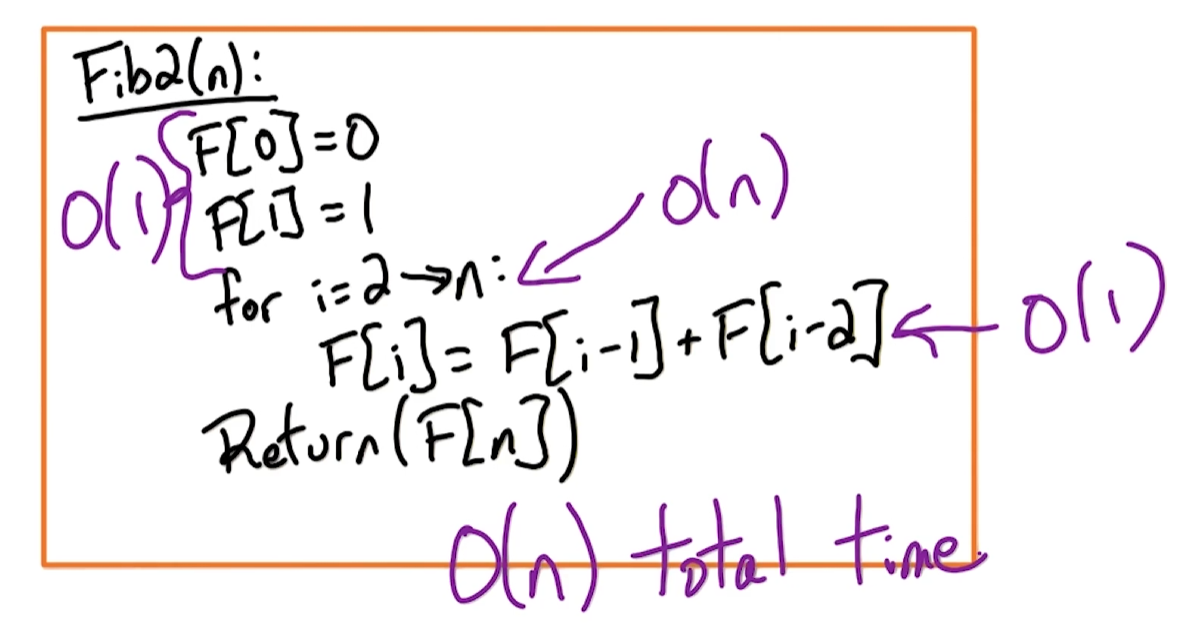 Fib2(n):
F[0]=0
O(1)
F[1]=1
O(n)
for i=2→n:
F[i]= F[i-1]+F[i-2]
O(1)
Return(F[n])
O(n) total time.